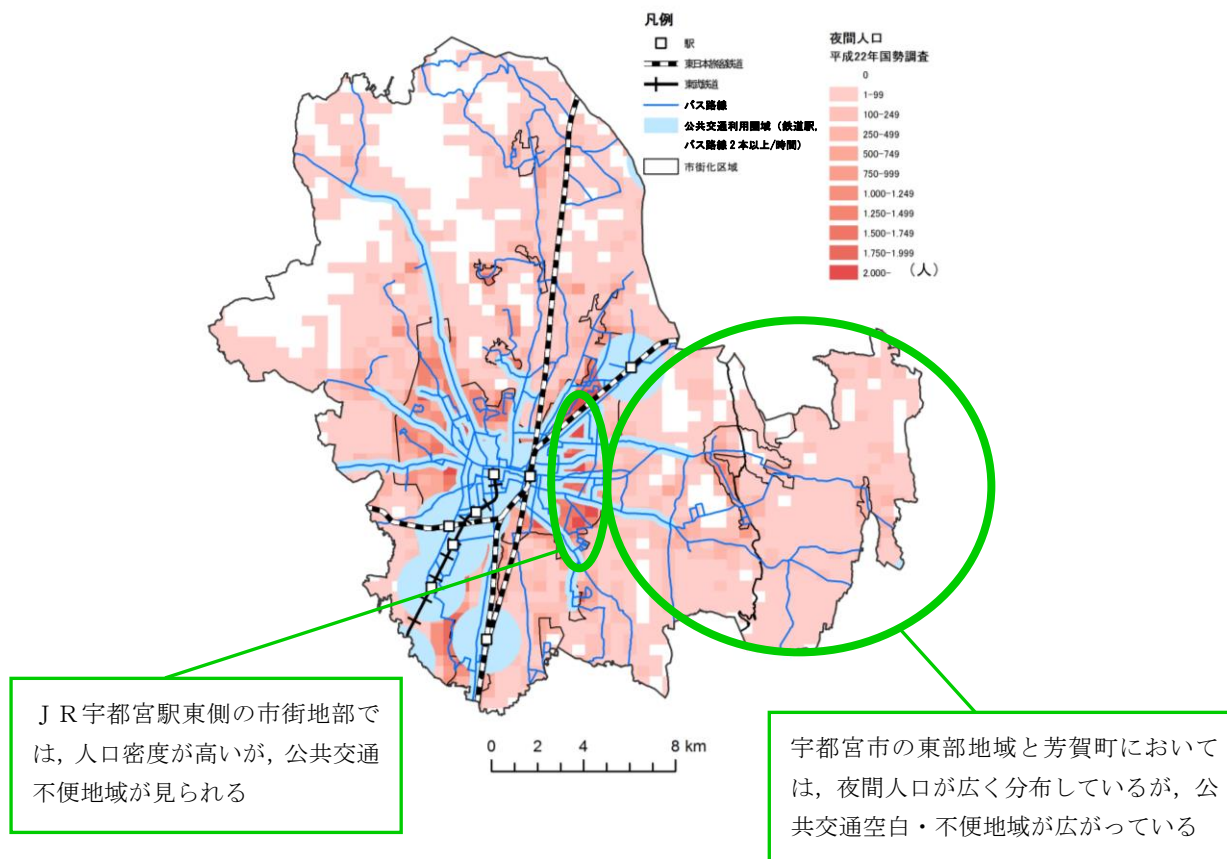 凡例
駅
東日本旅客鉄道
東武鉄道
バス路線
公共交通利用圏域（鉄道駅，
バス路線２本以上/時間）
市街化区域
夜間人口
平成22年国勢調査
0
1-99
100-249
250-499
500-749
750-999
1.000-1.249
1.250-1.499
1.500-1.749
1.750-1.999
2.000-
（人）
ＪＲ宇都宮駅東側の市街地部で
は，人口密度が高いが，公共交通
不便地域が見られる
0 2 4 8 km
宇都宮市の東部地域と芳賀町において
は，夜間人口が広く分布しているが，公
共交通空白・不便地域が広がっている